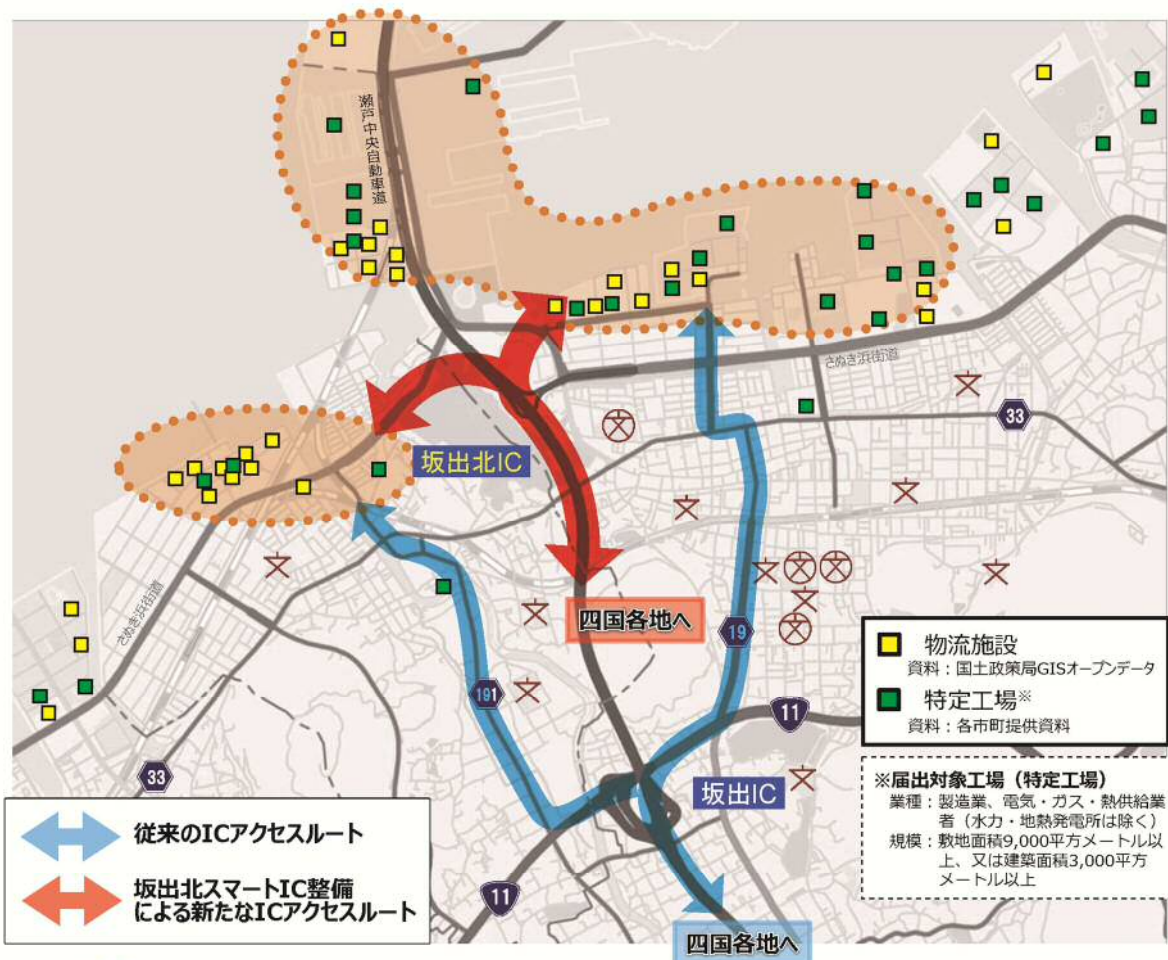 瀬戸中央自動車道
さぬき浜街道
33
坂出北IC
四国各地へ
19
さぬき浜街道
191
11
33
坂出IC
11
四国各地へ
物流施設
資料：国土政策局GISオープンデータ
特定工場※
資料：各市町提供資料
※届出対象工場（特定工場）
業種：製造業、電気・ガス・熱供給業
者（水力・地熱発電所は除く）
規模：敷地面積9,000平方メートル以
上、又は建築面積3,000平方
メートル以上
従来のICアクセスルート
坂出北スマートIC整備
による新たなICアクセスルート